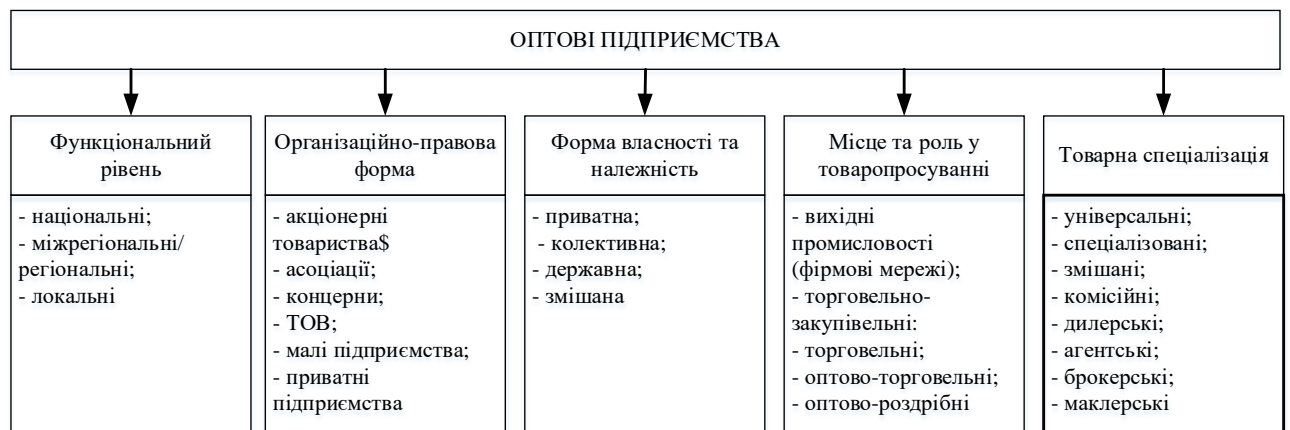 ОПТОВІ ПІДПРИЄМСТВА
Функціональний
рівень
- національні;
- міжрегіональні/
регіональні;
- локальні
Організаційно-правова
форма
- акціонерні
товариства$
- асоціації;
- концерни;
- ТОВ;
- малі підприємства;
- приватні
підприємства
Форма власності та
належність
- приватна;
- колективна;
- державна;
- змішана
Місце та роль у
товаропросуванні
- вихідні
промисловості
(фірмові мережі);
- торговельно-
закупівельні:
- торговельні;
- оптово-торговельні;
- оптово-роздрібні
Товарна спеціалізація
- універсальні;
- спеціалізовані;
- змішані;
- комісійні;
- дилерські;
- агентські;
- брокерські;
- маклерські